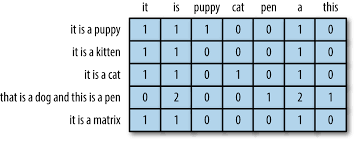 it is puppy cat pen a this
it is a puppy 1 1 1 0 0 1 0
it is a kitten 1 1 0 0 0 1 0
it is a cat 1 1 0 1 0 1 0
that is a dog and this is a pen 0 2 0 0 1 2 1
it is a matrix 1 1 0 0 0 1 0